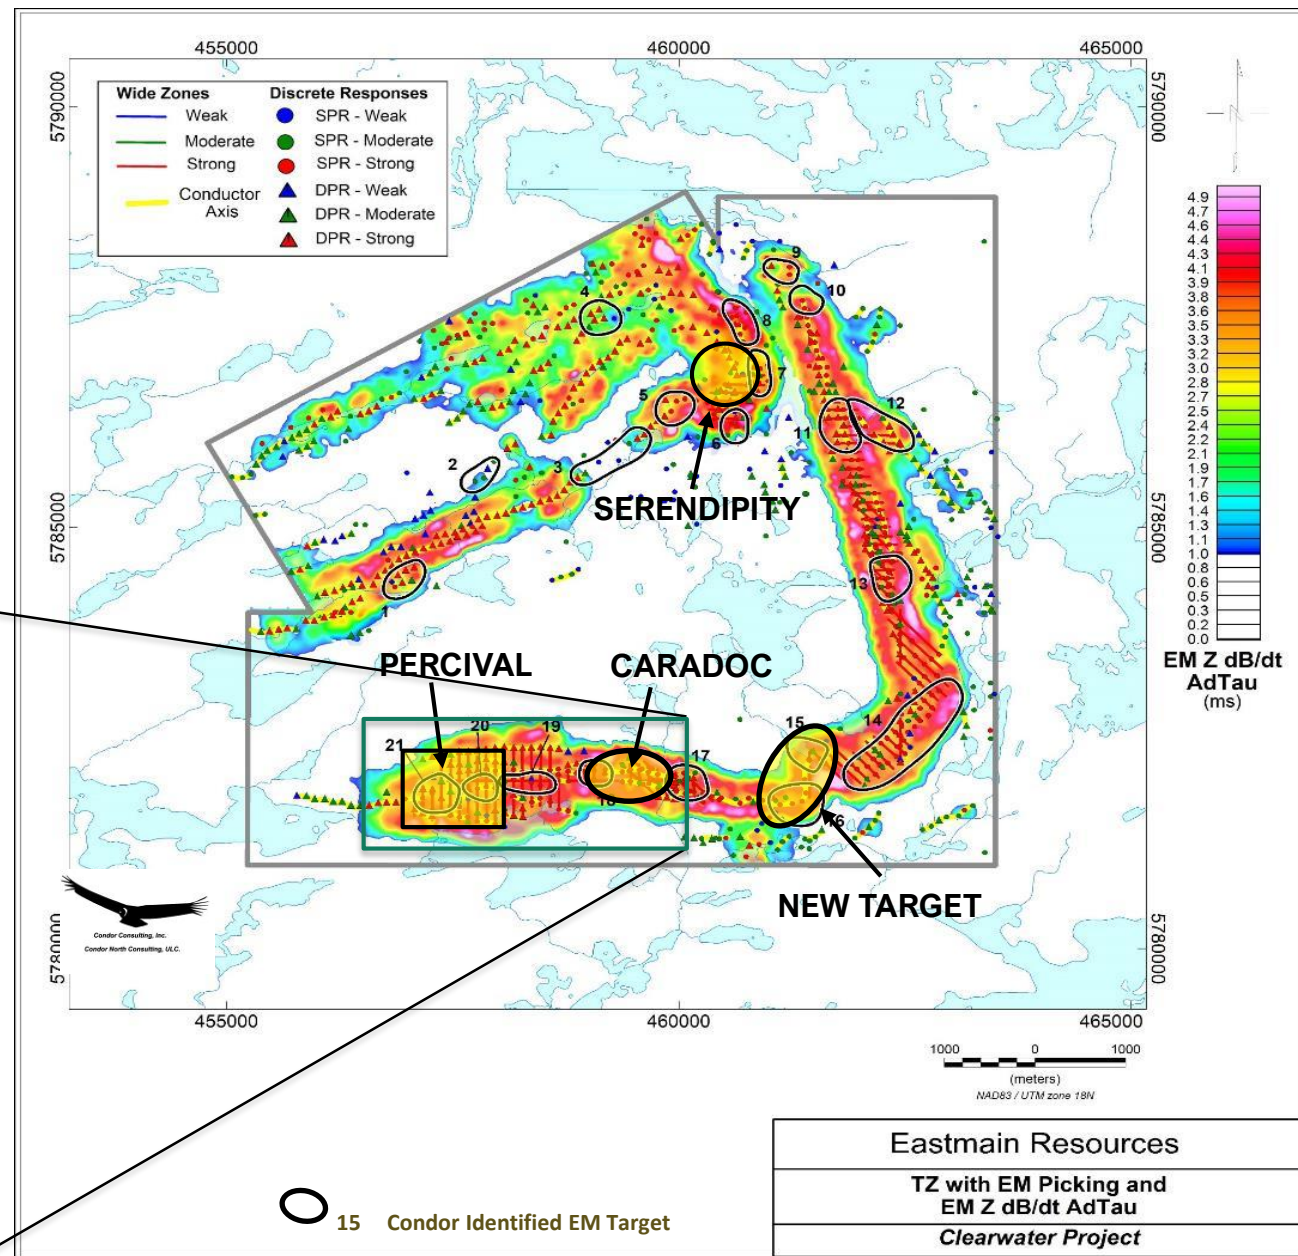 455000
460000
465000
5790000
5790000
Wide Zones
Weak
Moderate
Strong
Conductor
Axis
Discrete Responses
SPR - Weak
SPR - Moderate
SPR - Strong
DPR - Weak
DPR - Moderate
DPR - Strong
4.9
4.7
4.6
4.4
4.3
4.1
3.9
3.8
3.6
3.5
3.3
3.2
3.0
2.8
2.7
2.5
2.4
2.2
2.1
1.9
1.7
1.6
1.4
1.3
1.1
1.0
0.8
0.6
0.5
0.3
0.2
0.0
EM Z dB/dt
AdTau
(ms)
9
10
4
8
7
5
12
11
6
2
3
SERENDIPITY
5785000
5785000
13
1
PERCIVAL
CARADOC
14
15
20
19
21
17
18
16
NEW TARGET
Condor Consulting, Inc.
Condor North Consulting, ULC.
5780000
5780000
455000
460000
465000
1000 0 1000
(meters)
NAD83 / UTM zone 18N
Eastmain Resources
TZ with EM Picking and
EM Z dB/dt AdTau
Clearwater Project
15 Condor Identified EM Target